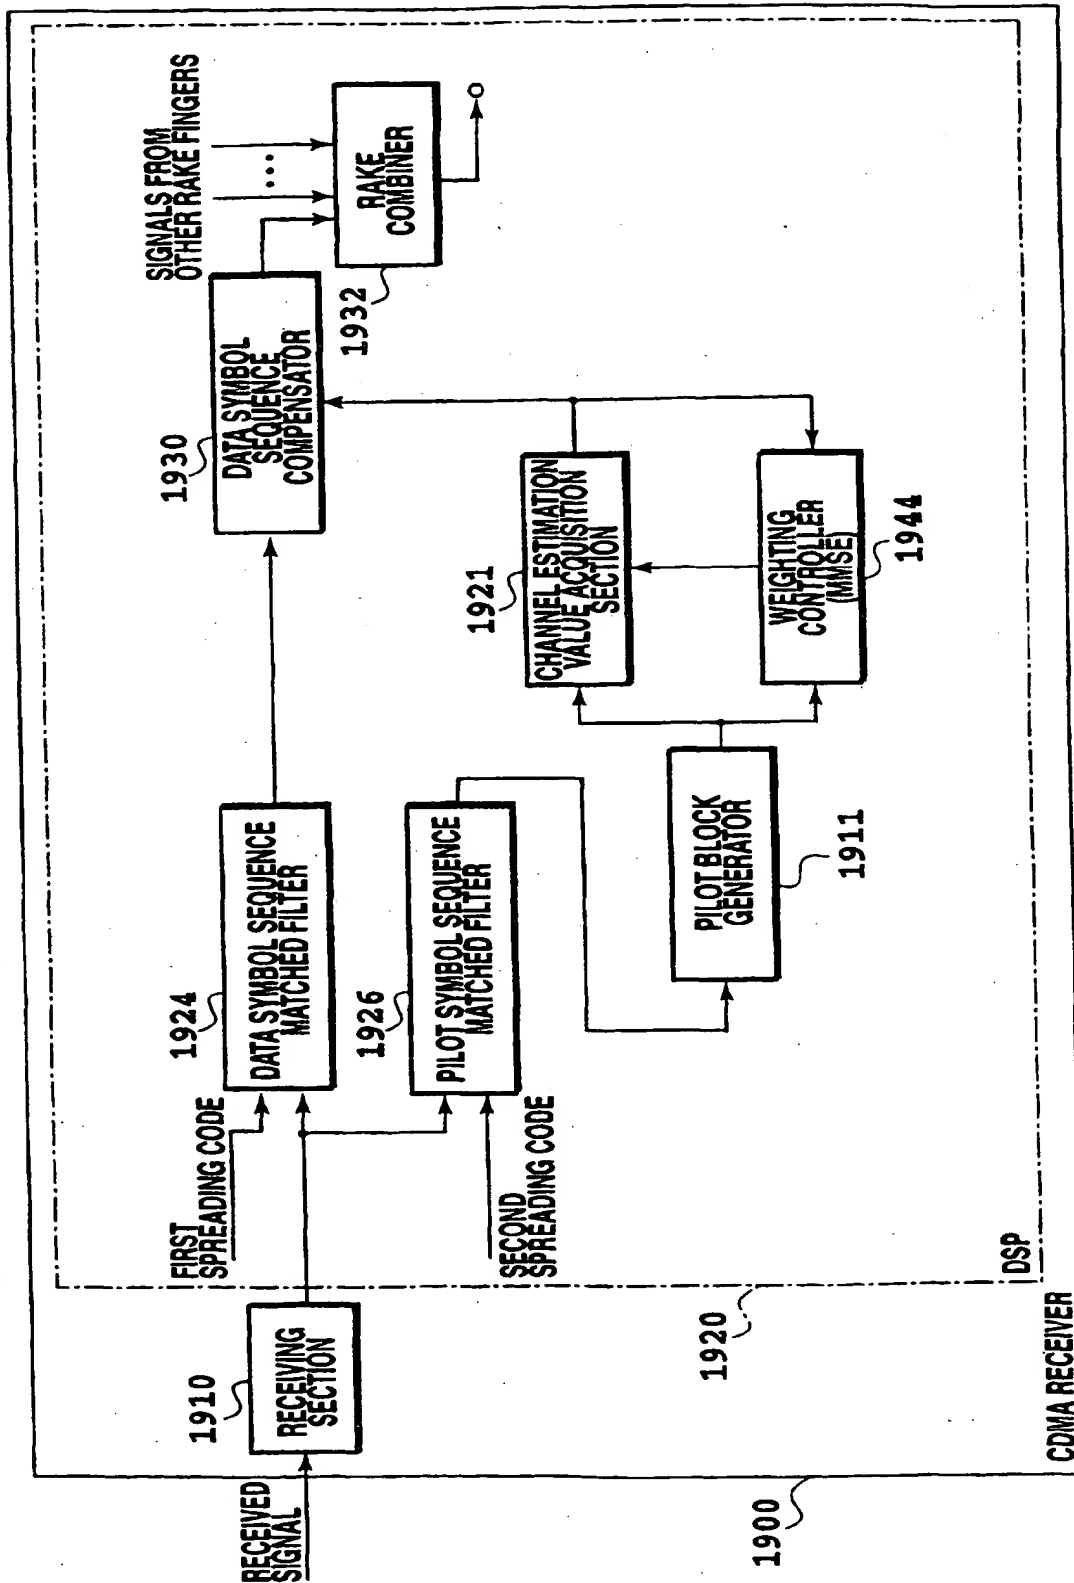 RECEIVED
SIGNAL
1910
RECEIVING
SECTION
FIRST
SPREADING CODE
1924
DATA SYMBOL SEQUENCE
MATCHED FILTER
1930
DATA SYMBOL
SEQUENCE
COMPENSATOR
SIGNALS FROM
OTHER RAKE FINGERS
...
RAKE
COMBINER
1932
1926
PILOT SYMBOL SEQUENCE
MATCHED FILTER
SECOND
SPREADING CODE
1921
CHANNEL ESTIMATION
VALUE ACQUISITION
SECTION
PILOT BLOCK
GENERATOR
1911
WEIGHTING
CONTROLLER
(MMSE)
1944
1920
DSP
1900
CDMA RECEIVER